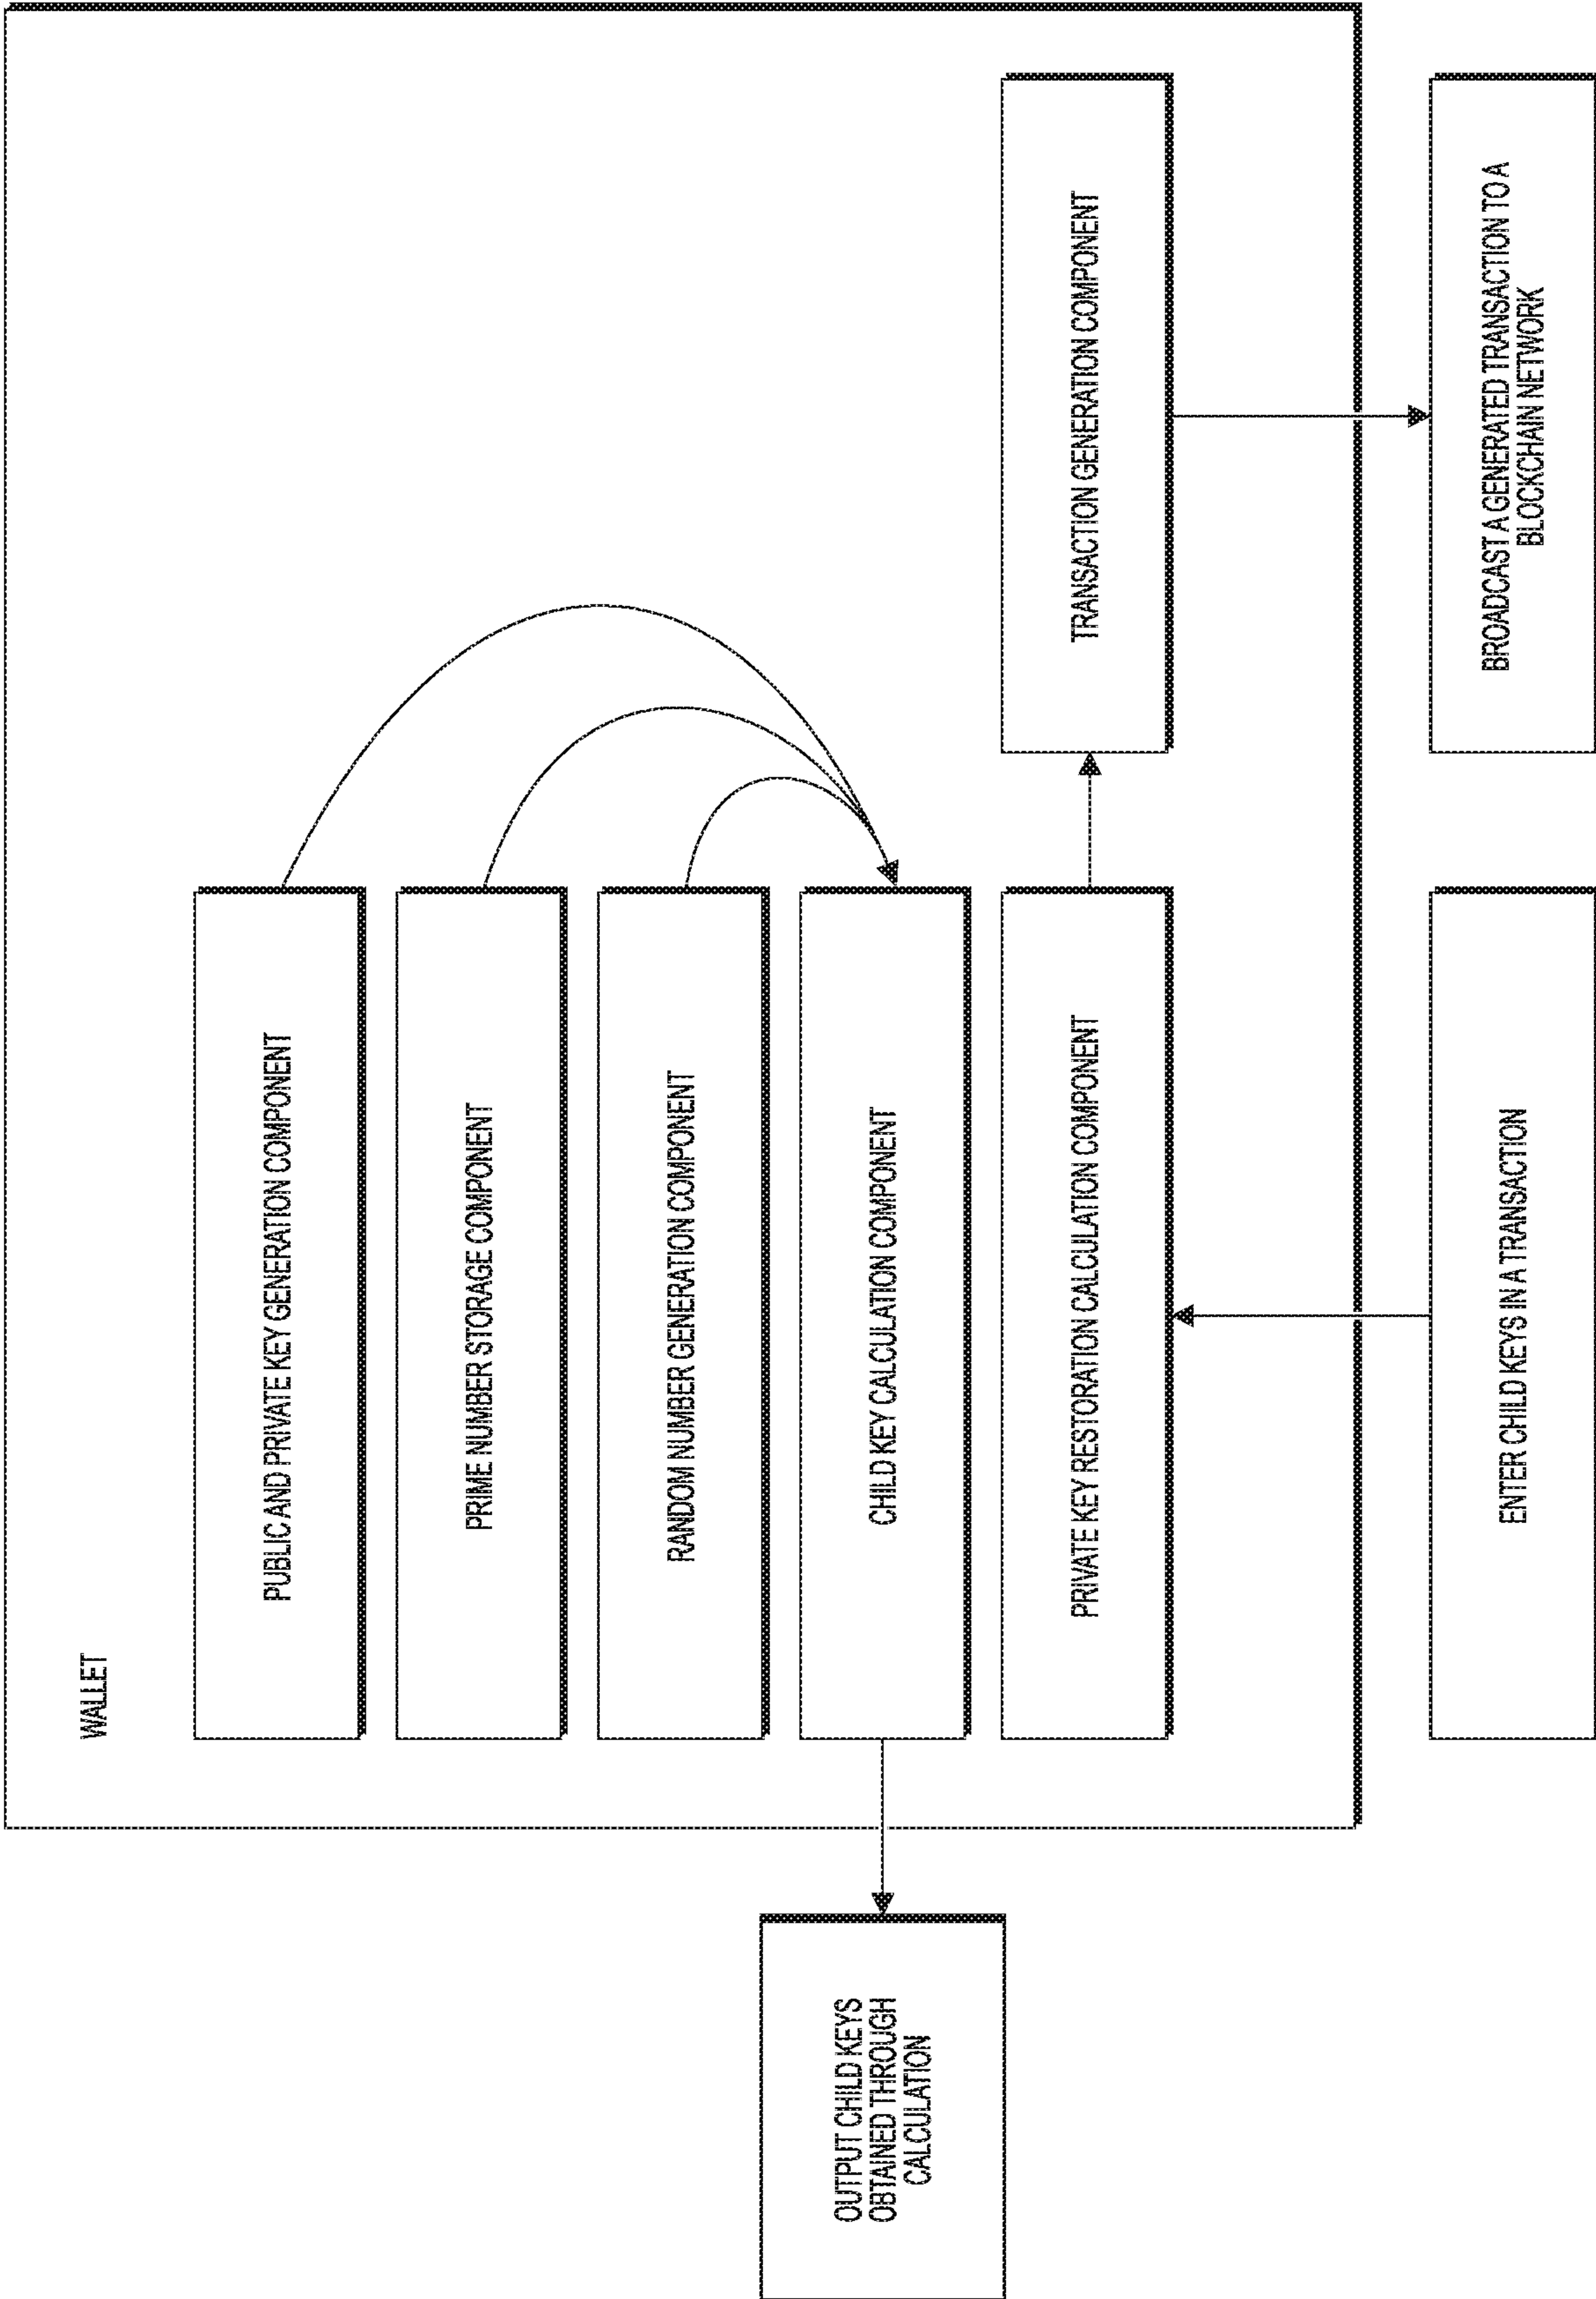 WALLET
PUBLIC AND PRIVATE KEY GENERATION COMPONENT
PRIME NUMBER STORAGE COMPONENT
RANDOM NUMBER GENERATION COMPONENT
OUTPUT CHILD KEYS
OBTAINED THROUGH
CALCULATION
CHILD KEY CALCULATION COMPONENT
PRIVATE KEY RESTORATION CALCULATION COMPONENT
TRANSACTION GENERATION COMPONENT
ENTER CHILD KEYS IN A TRANSACTION
BROADCAST A GENERATED TRANSACTION TO A
BLOCKCHAIN NETWORK